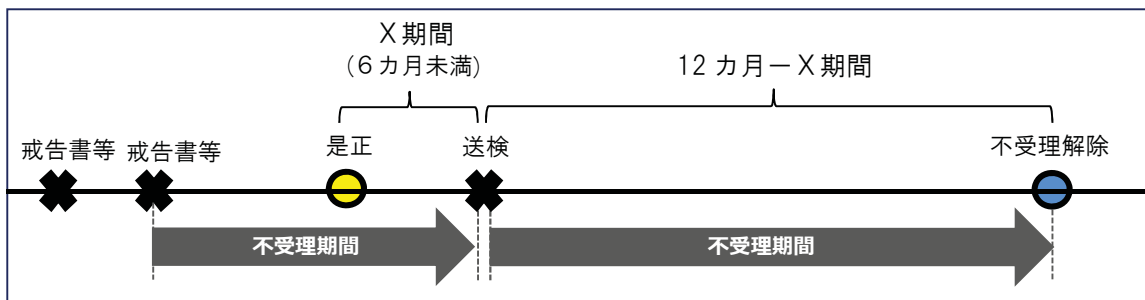 X期間
(６カ月未満)
12カ月－X期間
戒告書等
戒告書等
是正
送検
不受理解除
不受理期間
不受理期間